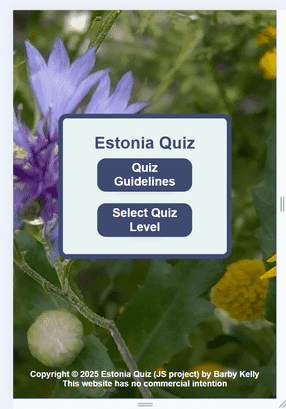 Estonia Quiz
Quiz
Guidelines
Select Quiz
Level
Copyright © 2025 Estonia Quiz (JS project) by Barby Kelly
This website has no commercial intention